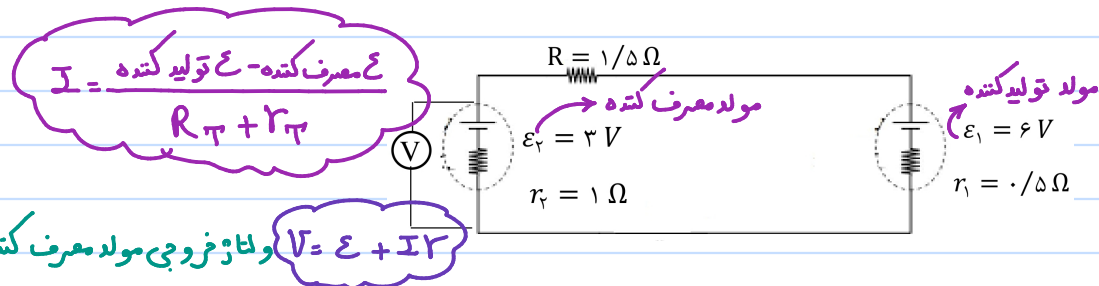 I = ε تولید کننده - ε مصرف کننده / R_T + r_T
R = ۱/۵ Ω
مولد مصرف کننده
ε₂ = ۳ V
r₂ = ۱ Ω
V
مولد تولید کننده
ε₁ = ۶ V
r₁ = ۰/۵ Ω
V = ε + Ir ولتاژ خروجی مولد مصرف